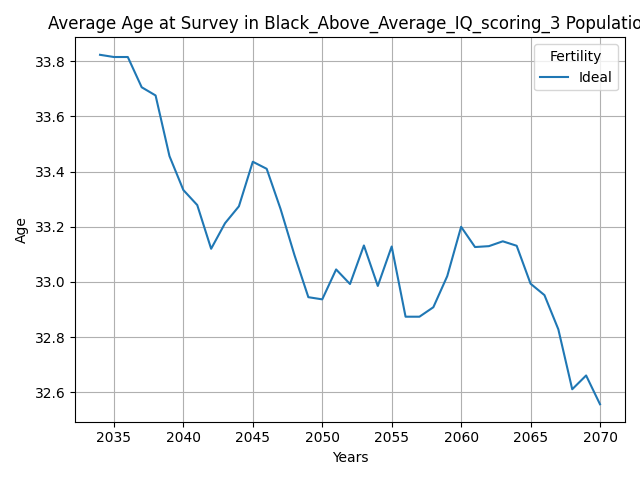 Average Age at Survey in Black_Above_Average_IQ_scoring_3 Populatio
Fertility
Ideal
33.8
33.6
33.4
33.2
33.0
32.8
32.6
Age
2035 2040 2045 2050 2055 2060 2065 2070
Years